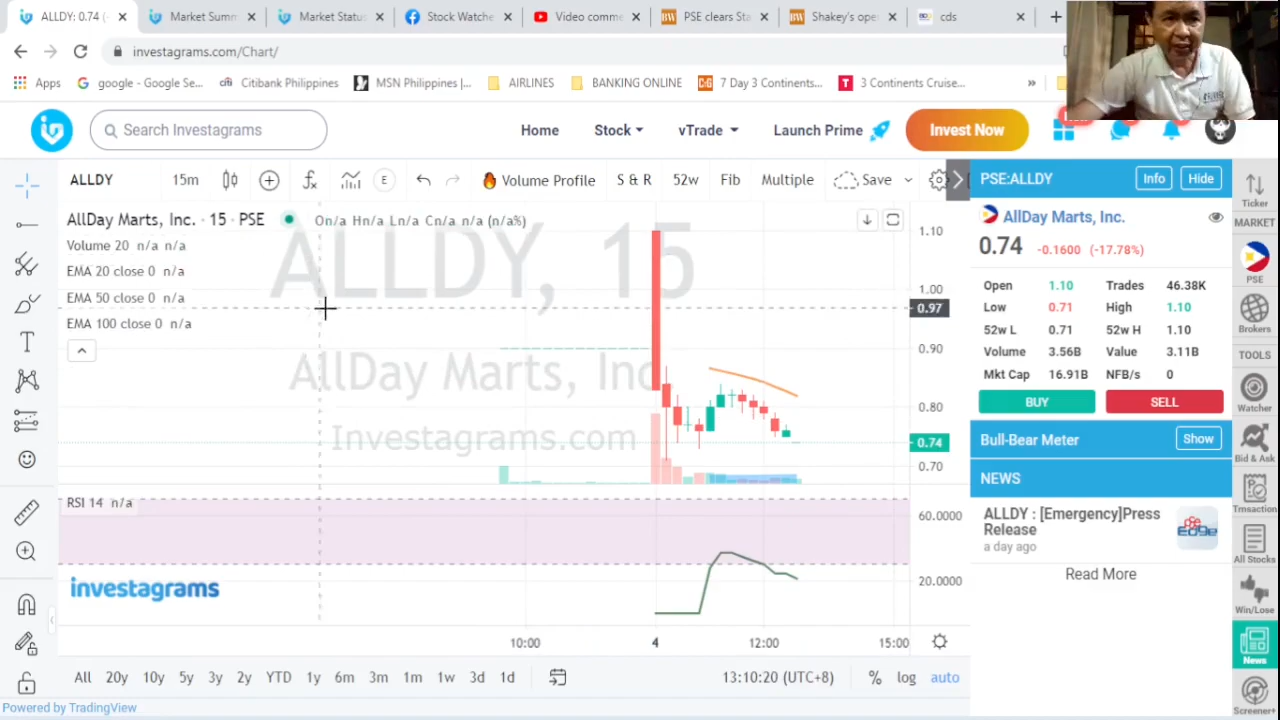 ALLDY: 0.74 (
Market Summ
Market Status
Stock Watche
Video comme
PSE clears Sta
Shakey's ope
cds
investagrams.com/Chart/
Apps
google - Google Se...
Citibank Philippines
MSN Philippines |...
AIRLINES
BANKING ONLINE
7 Day 3 Continents...
3 Continents Cruise...
»
Search Investagrams
Home
Stock
vTrade
Launch Prime
Invest Now
ALLDY
15m
Volume Profile
S & R
52w
Fib
Multiple
Save
AllDay Marts, Inc. · 15 · PSE
On/a Hn/a Ln/a Cn/a n/a (n/a%)
Volume 20 n/a n/a
EMA 20 close 0 n/a
EMA 50 close 0 n/a
EMA 100 close 0 n/a
ALLDY, 15
AllDay Marts, Inc
Investagrams.com
1.10
1.00
0.97
0.90
0.80
0.74
0.70
RSI 14 n/a
60.0000
20.0000
investagrams
10:00
4
12:00
15:00
All
20y
10y
5y
3y
2y
YTD
1y
6m
3m
1m
1w
3d
1d
13:10:20 (UTC+8)
%
log
auto
Powered by TradingView
PSE:ALLDY
Info
Hide
AllDay Marts, Inc.
0.74 -0.1600 (-17.78%)
Open 1.10 Trades 46.38K
Low 0.71 High 1.10
52w L 0.71 52w H 1.10
Volume 3.56B Value 3.11B
Mkt Cap 16.91B NFB/s 0
BUY
SELL
Bull-Bear Meter
Show
NEWS
ALLDY : [Emergency]Press
Release
a day ago
pse
Edge
Read More
Ticker
MARKET
PSE
Brokers
TOOLS
Watcher
Bid & Ask
Trnsaction
All Stocks
Win/Lose
News
Screener+